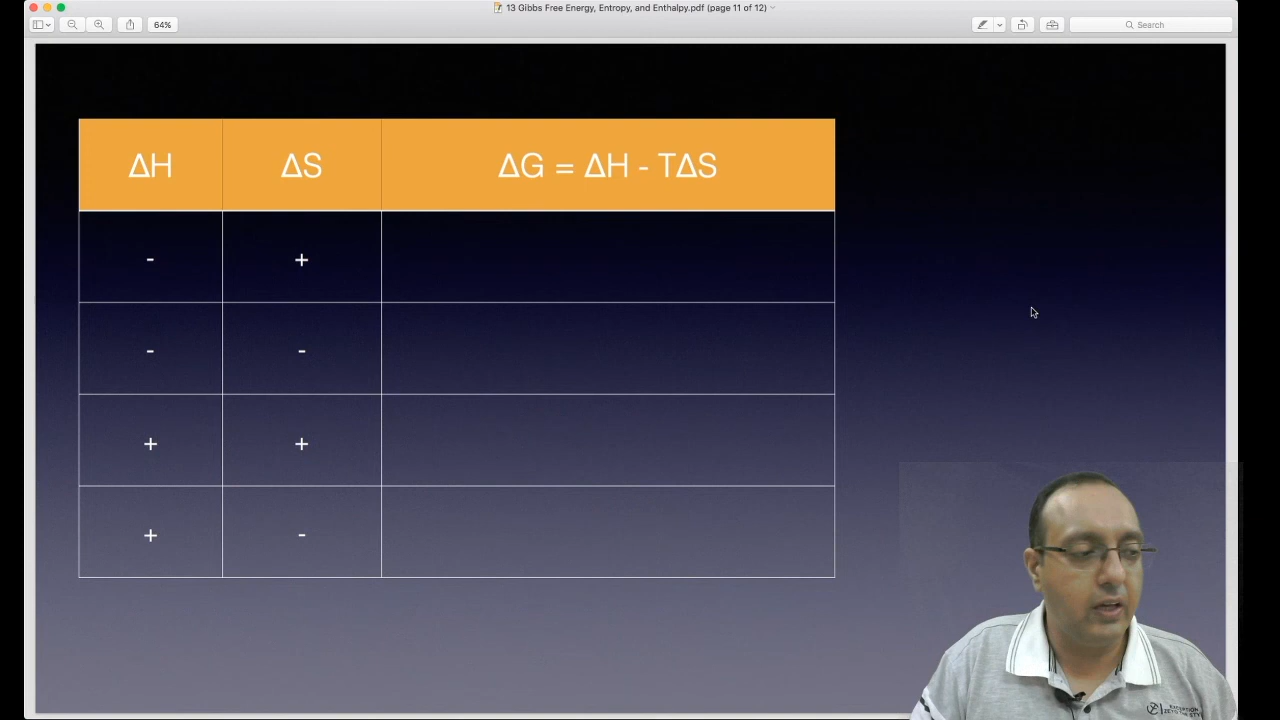 13 Gibbs Free Energy, Entropy, and Enthalpy.pdf (page 11 of 12)
64%
Search
ΔH ΔS ΔG = ΔH - TΔS
- +
- -
+ +
+ -